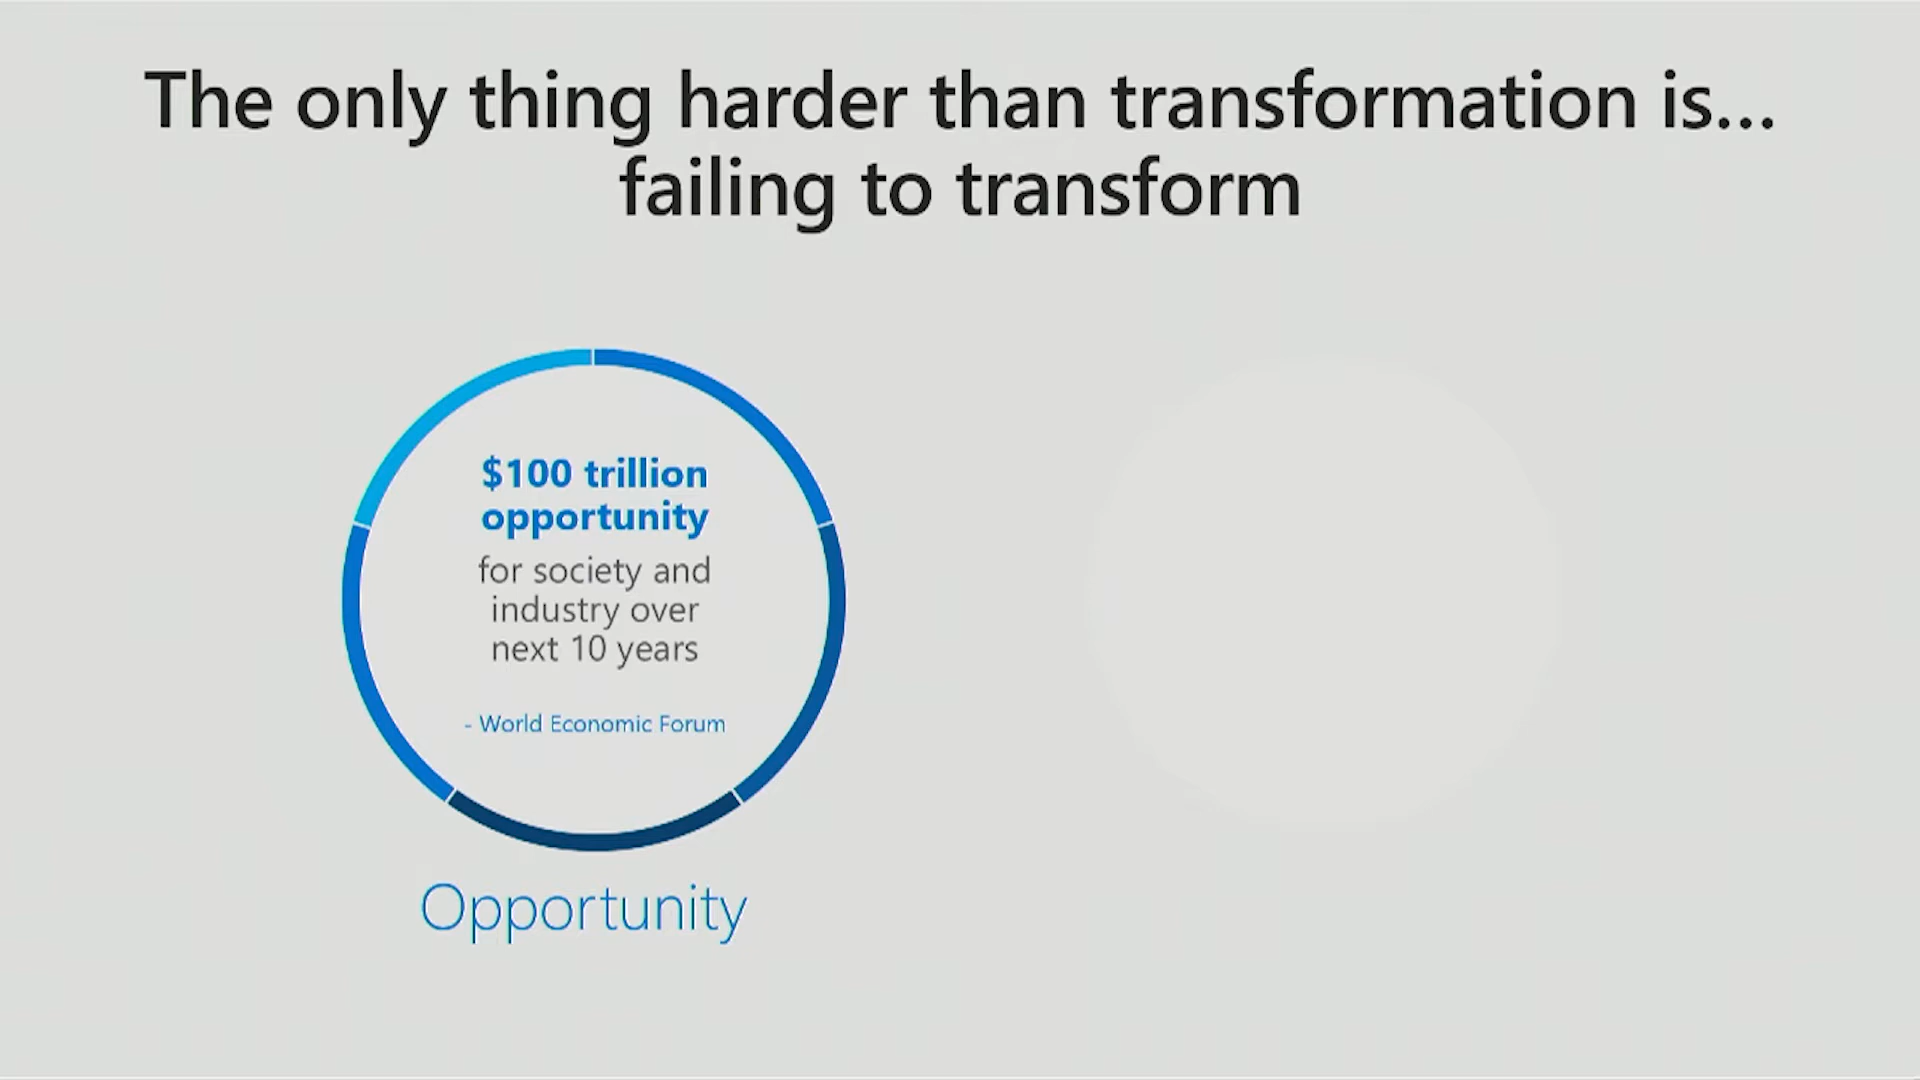 The only thing harder than transformation is...
failing to transform
$100 trillion
opportunity
for society and
industry over
next 10 years
- World Economic Forum
Opportunity